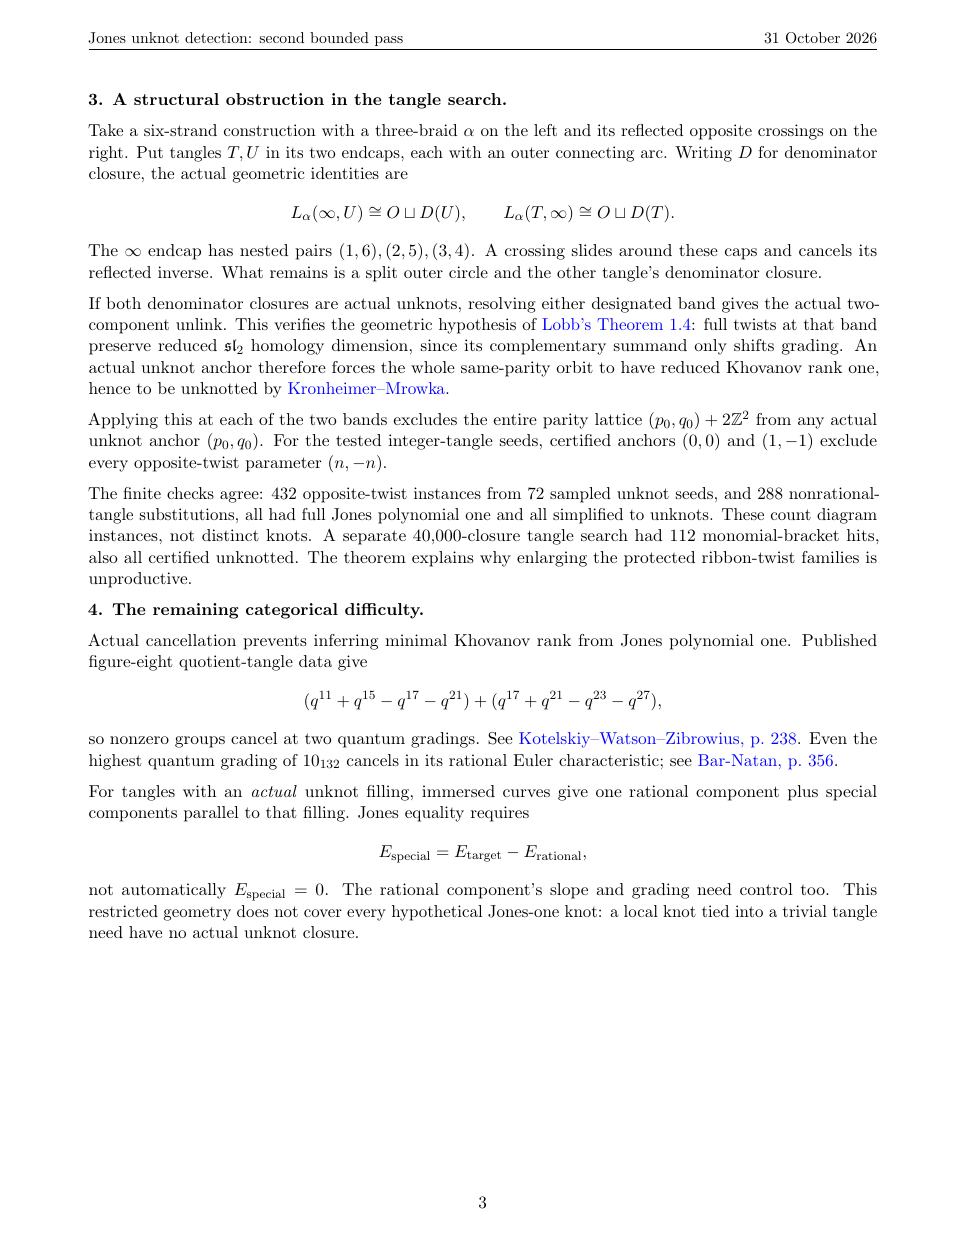 Jones unknot detection: second bounded pass 31 October 2026
3. A structural obstruction in the tangle search.
Take a six-strand construction with a three-braid α on the left and its reflected opposite crossings on the
right. Put tangles T, U in its two endcaps, each with an outer connecting arc. Writing D for denominator
closure, the actual geometric identities are
L_α(∞, U) ≅ O ⊔ D(U), L_α(T, ∞) ≅ O ⊔ D(T).
The ∞ endcap has nested pairs (1, 6), (2, 5), (3, 4). A crossing slides around these caps and cancels its
reflected inverse. What remains is a split outer circle and the other tangle's denominator closure.
If both denominator closures are actual unknots, resolving either designated band gives the actual two-
component unlink. This verifies the geometric hypothesis of Lobb's Theorem 1.4: full twists at that band
preserve reduced 𝔰𝔩₂ homology dimension, since its complementary summand only shifts grading. An
actual unknot anchor therefore forces the whole same-parity orbit to have reduced Khovanov rank one,
hence to be unknotted by Kronheimer–Mrowka.
Applying this at each of the two bands excludes the entire parity lattice (p₀, q₀) + 2ℤ² from any actual
unknot anchor (p₀, q₀). For the tested integer-tangle seeds, certified anchors (0, 0) and (1, −1) exclude
every opposite-twist parameter (n, −n).
The finite checks agree: 432 opposite-twist instances from 72 sampled unknot seeds, and 288 nonrational-
tangle substitutions, all had full Jones polynomial one and all simplified to unknots. These count diagram
instances, not distinct knots. A separate 40,000-closure tangle search had 112 monomial-bracket hits,
also all certified unknotted. The theorem explains why enlarging the protected ribbon-twist families is
unproductive.
4. The remaining categorical difficulty.
Actual cancellation prevents inferring minimal Khovanov rank from Jones polynomial one. Published
figure-eight quotient-tangle data give
(q¹¹ + q¹⁵ − q¹⁷ − q²¹) + (q¹⁷ + q²¹ − q²³ − q²⁷),
so nonzero groups cancel at two quantum gradings. See Kotelskiy–Watson–Zibrowius, p. 238. Even the
highest quantum grading of 10₁₃₂ cancels in its rational Euler characteristic; see Bar-Natan, p. 356.
For tangles with an actual unknot filling, immersed curves give one rational component plus special
components parallel to that filling. Jones equality requires
E_special = E_target − E_rational,
not automatically E_special = 0. The rational component's slope and grading need control too. This
restricted geometry does not cover every hypothetical Jones-one knot: a local knot tied into a trivial tangle
need have no actual unknot closure.
3